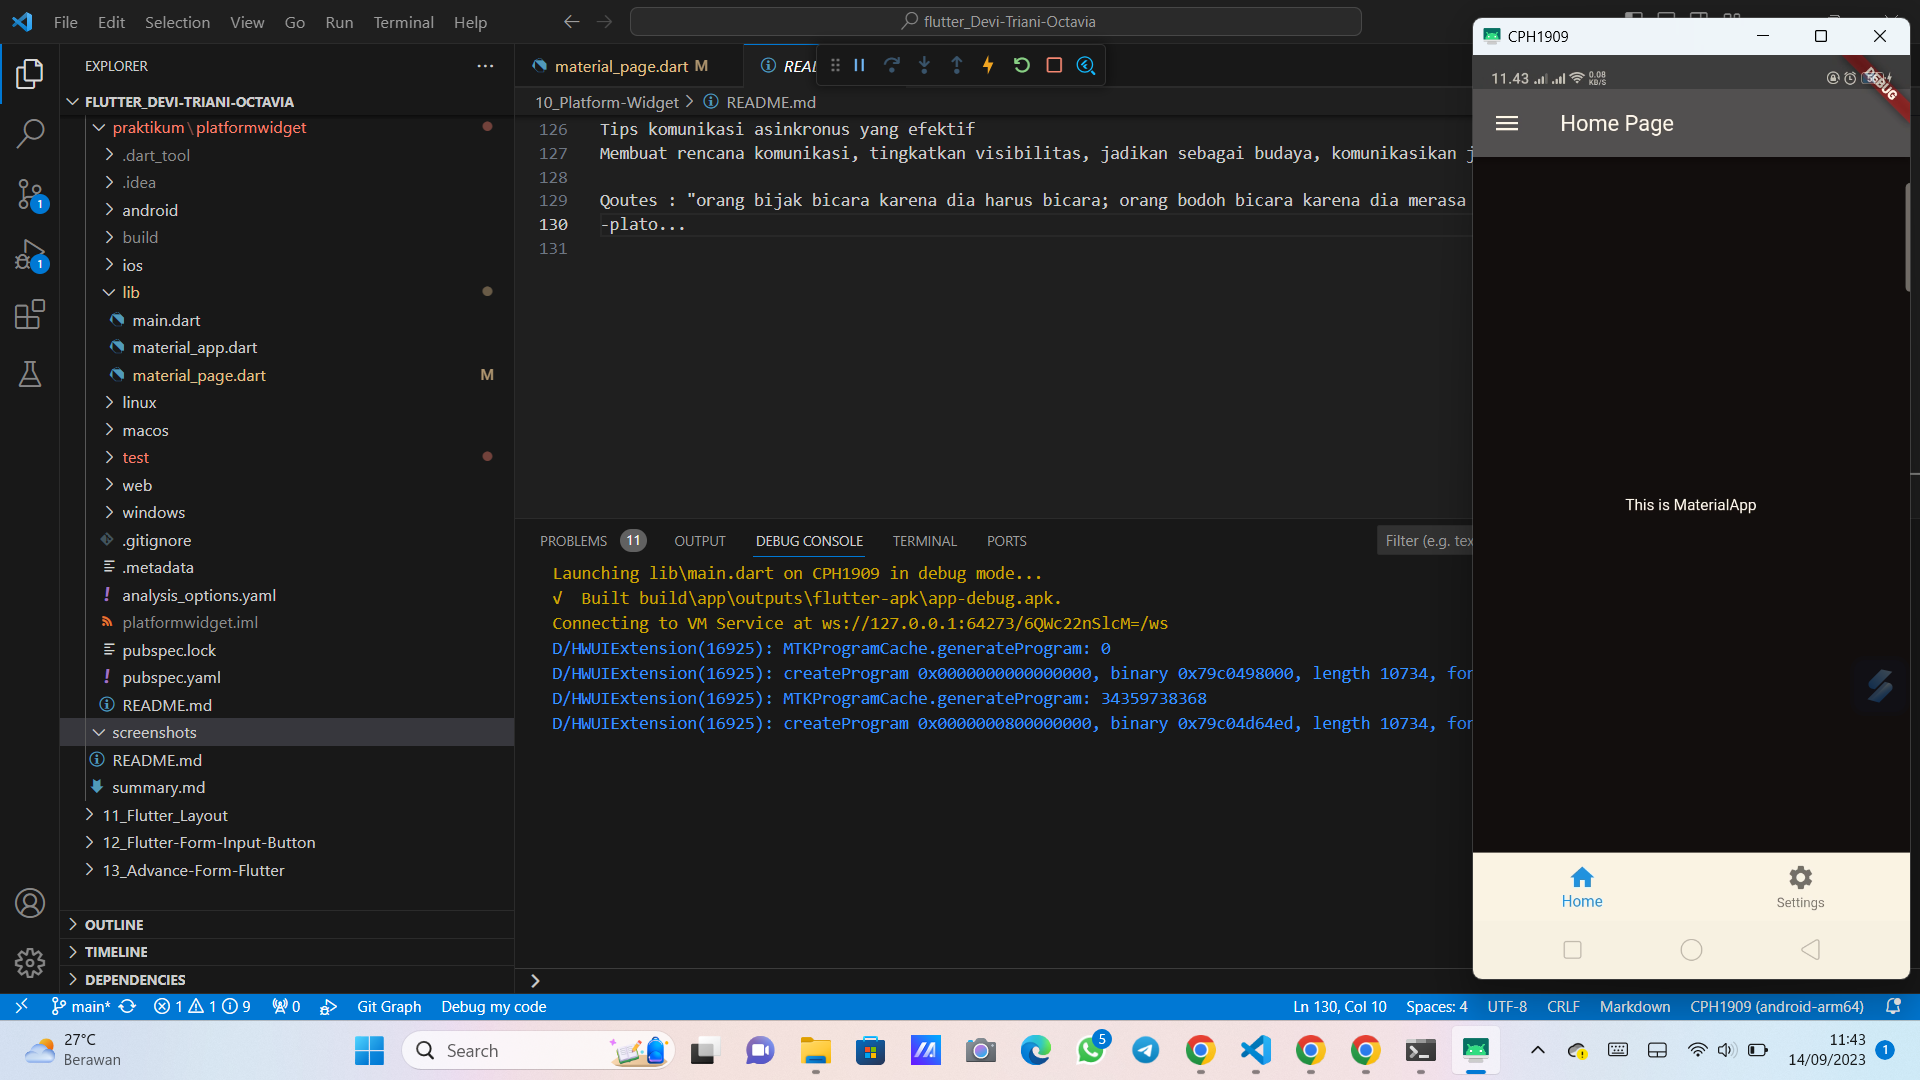 File Edit Selection View Go Run Terminal Help
flutter_Devi-Triani-Octavia
CPH1909
EXPLORER
material_page.dart M
11.43
0.08 KB/S
DEBUG
FLUTTER_DEVI-TRIANI-OCTAVIA
10_Platform-Widget > README.md
praktikum\platformwidget
.dart_tool
.idea
android
build
ios
lib
main.dart
material_app.dart
material_page.dart M
linux
macos
test
web
windows
.gitignore
.metadata
analysis_options.yaml
platformwidget.iml
pubspec.lock
pubspec.yaml
README.md
screenshots
README.md
summary.md
11_Flutter_Layout
12_Flutter-Form-Input-Button
13_Advance-Form-Flutter
OUTLINE
TIMELINE
DEPENDENCIES
126 Tips komunikasi asinkronus yang efektif
127 Membuat rencana komunikasi, tingkatkan visibilitas, jadikan sebagai budaya, komunikasikan j
128
129 Qoutes : "orang bijak bicara karena dia harus bicara; orang bodoh bicara karena dia merasa
130 -plato...
131
PROBLEMS 11 OUTPUT DEBUG CONSOLE TERMINAL PORTS
Filter (e.g. tex
Launching lib\main.dart on CPH1909 in debug mode...
√ Built build\app\outputs\flutter-apk\app-debug.apk.
Connecting to VM Service at ws://127.0.0.1:64273/6QWc22nSlcM=/ws
D/HWUIExtension(16925): MTKProgramCache.generateProgram: 0
D/HWUIExtension(16925): createProgram 0x0000000000000000, binary 0x79c0498000, length 10734, for
D/HWUIExtension(16925): MTKProgramCache.generateProgram: 34359738368
D/HWUIExtension(16925): createProgram 0x0000000800000000, binary 0x79c04d64ed, length 10734, for
Home Page
This is MaterialApp
Home
Settings
main* 1 1 9 0 Git Graph Debug my code
Ln 130, Col 10 Spaces: 4 UTF-8 CRLF Markdown CPH1909 (android-arm64)
27°C
Berawan
Search
5
11:43
14/09/2023
1